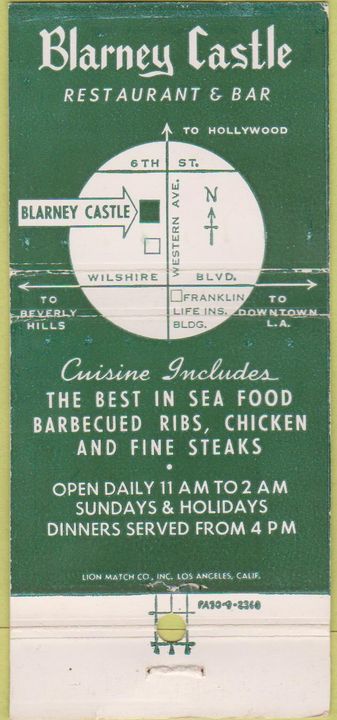 Blarney Castle
RESTAURANT & BAR
TO HOLLYWOOD
6TH ST.
WESTERN AVE.
N
BLARNEY CASTLE
WILSHIRE BLVD.
TO BEVERLY HILLS
FRANKLIN
LIFE INS.
BLDG.
TO DOWNTOWN L.A.
Cuisine Includes
THE BEST IN SEA FOOD
BARBECUED RIBS, CHICKEN
AND FINE STEAKS
•
OPEN DAILY 11 AM TO 2 AM
SUNDAYS & HOLIDAYS
DINNERS SERVED FROM 4 PM
LION MATCH CO., INC. LOS ANGELES, CALIF.